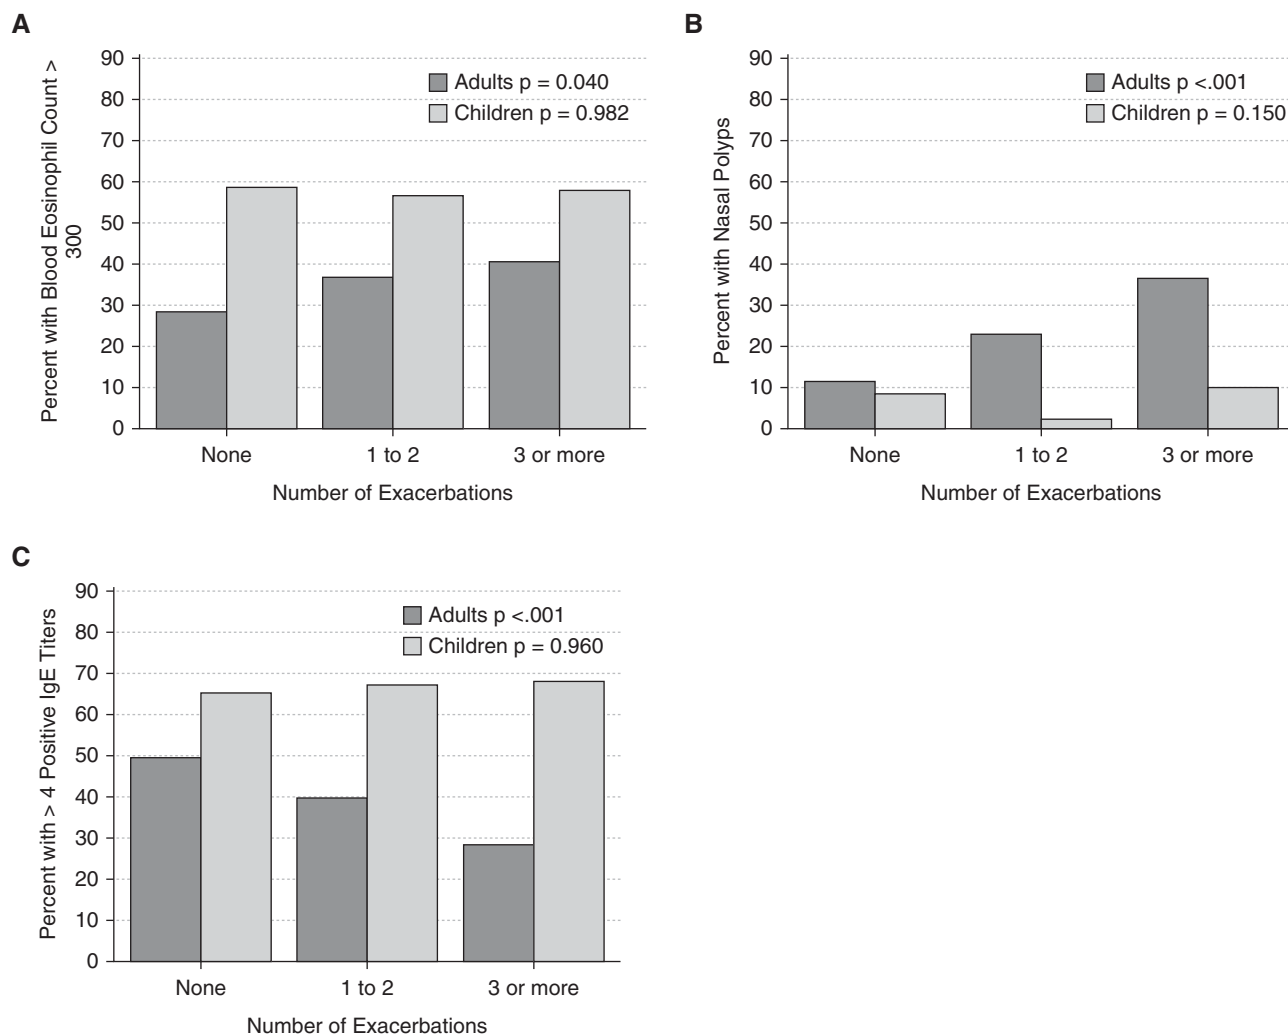 A
Percent with Blood Eosinophil Count >
300
90
80
70
60
50
40
30
20
10
0
Adults p = 0.040
Children p = 0.982
None
1 to 2
3 or more
Number of Exacerbations
B
Percent with Nasal Polyps
90
80
70
60
50
40
30
20
10
0
Adults p <.001
Children p = 0.150
None
1 to 2
3 or more
Number of Exacerbations
C
Percent with > 4 Positive IgE Titers
90
80
70
60
50
40
30
20
10
0
Adults p <.001
Children p = 0.960
None
1 to 2
3 or more
Number of Exacerbations